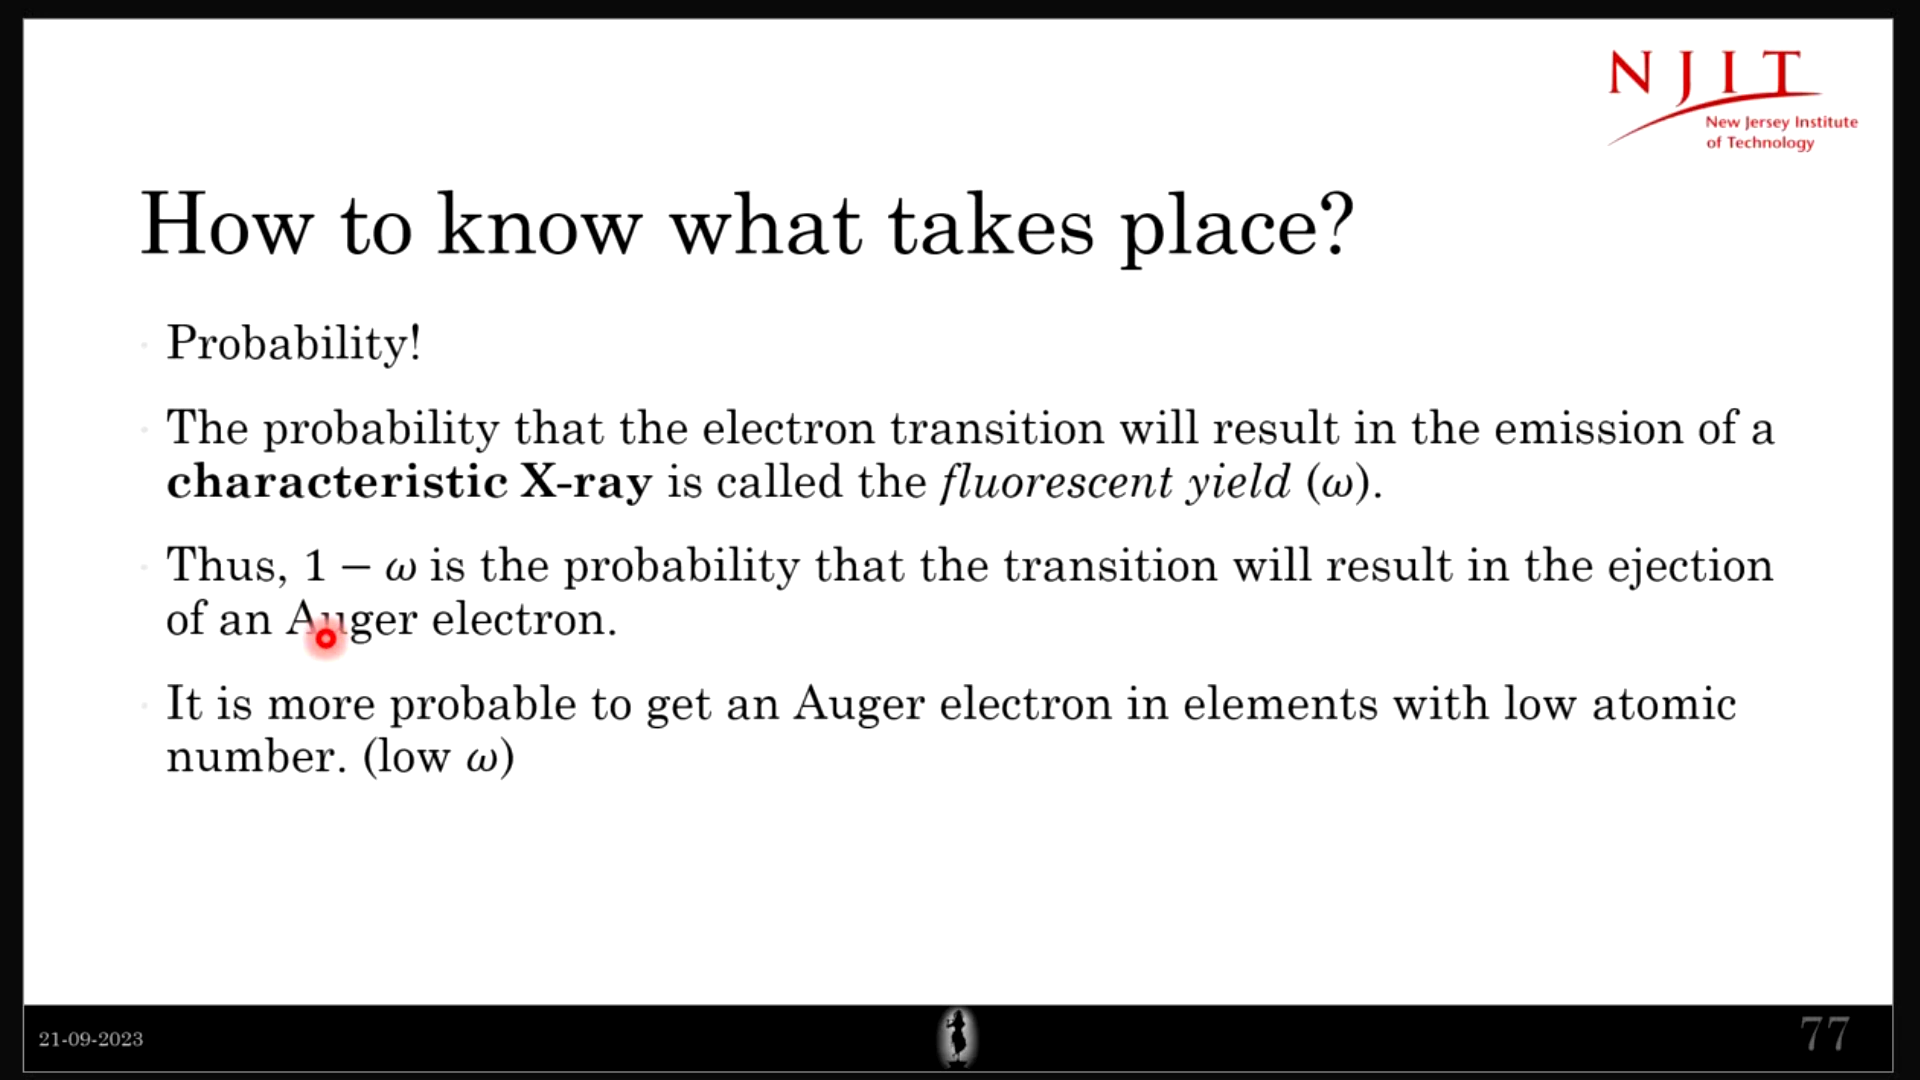 N J I T
New Jersey Institute
of Technology
How to know what takes place?
Probability!
The probability that the electron transition will result in the emission of a
characteristic X-ray is called the fluorescent yield (ω).
Thus, 1 − ω is the probability that the transition will result in the ejection
of an Auger electron.
It is more probable to get an Auger electron in elements with low atomic
number. (low ω)
21-09-2023
77